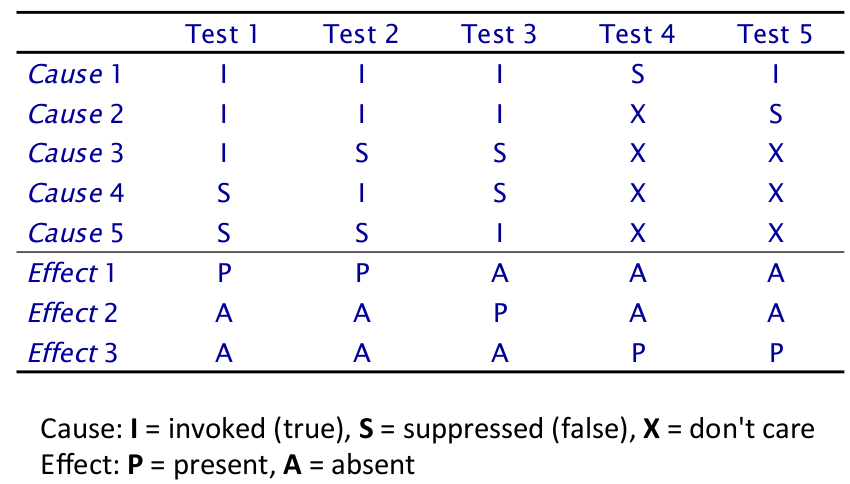 Test 1 Test 2 Test 3 Test 4 Test 5
Cause 1 I I I S I
Cause 2 I I I X S
Cause 3 I S S X X
Cause 4 S I S X X
Cause 5 S S I X X
Effect 1 P P A A A
Effect 2 A A P A A
Effect 3 A A A P P
Cause: I = invoked (true), S = suppressed (false), X = don't care
Effect: P = present, A = absent